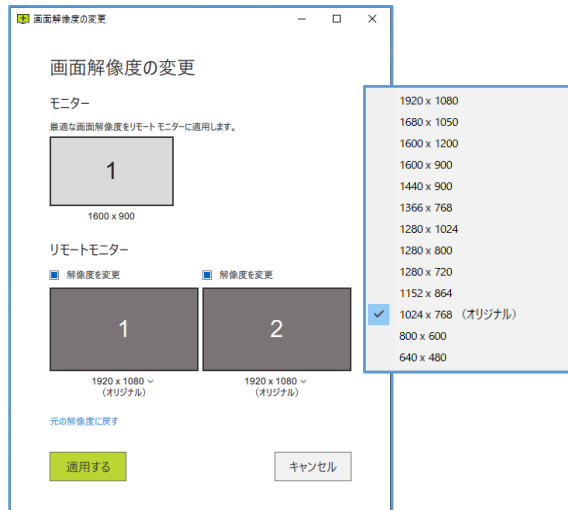 画面解像度の変更
画面解像度の変更
モニター
最適な画面解像度をリモートモニターに適用します。
1
1600 x 900
リモートモニター
解像度を変更
解像度を変更
1
2
1920 x 1080
(オリジナル)
1920 x 1080
(オリジナル)
元の解像度に戻す
適用する
キャンセル
1920 x 1080
1680 x 1050
1600 x 1200
1600 x 900
1440 x 900
1366 x 768
1280 x 1024
1280 x 800
1280 x 720
1152 x 864
1024 x 768 (オリジナル)
800 x 600
640 x 480